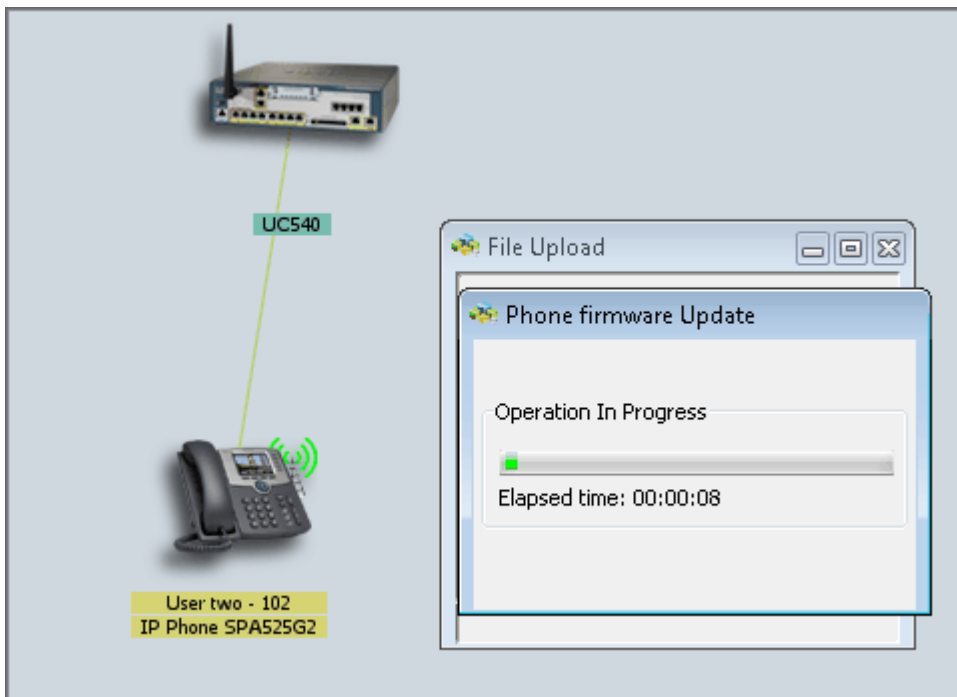 UC540
File Upload
Phone firmware Update
Operation In Progress
Elapsed time: 00:00:08
User two - 102
IP Phone SPA525G2